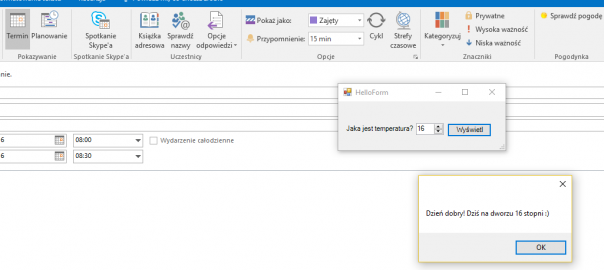 Termin Planowanie
Spotkanie Skype'a
Książka adresowa
Sprawdź nazwy
Opcje odpowiedzi
Pokaż jako: Zajęty
Przypomnienie: 15 min
Cykl
Strefy czasowe
Kategoryzuj
Prywatne
Wysoka ważność
Niska ważność
Sprawdź pogodę
Pokazywanie
Spotkanie Skype'a
Uczestnicy
Opcje
Znaczniki
Pogodynka
nie.
HelloForm
Jaka jest temperatura? 16 Wyświetl
6 08:00 Wydarzenie całodzienne
6 08:30
Dzień dobry! Dziś na dworzu 16 stopni :)
OK